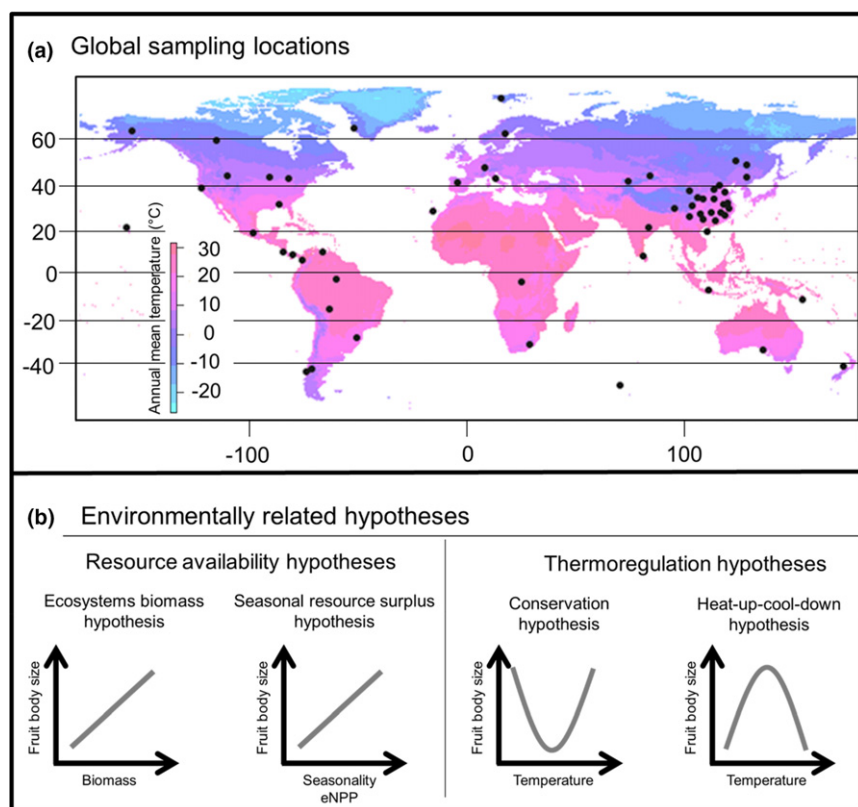 (a) Global sampling locations
60
40
20
0
-20
-40
Annual mean temperature (°C)
30
20
10
0
-10
-20
-100
0
100
(b) Environmentally related hypotheses
Resource availability hypotheses
Ecosystems biomass
hypothesis
Fruit body size
Biomass
Seasonal resource surplus
hypothesis
Fruit body size
Seasonality
eNPP
Thermoregulation hypotheses
Conservation
hypothesis
Fruit body size
Temperature
Heat-up-cool-down
hypothesis
Fruit body size
Temperature